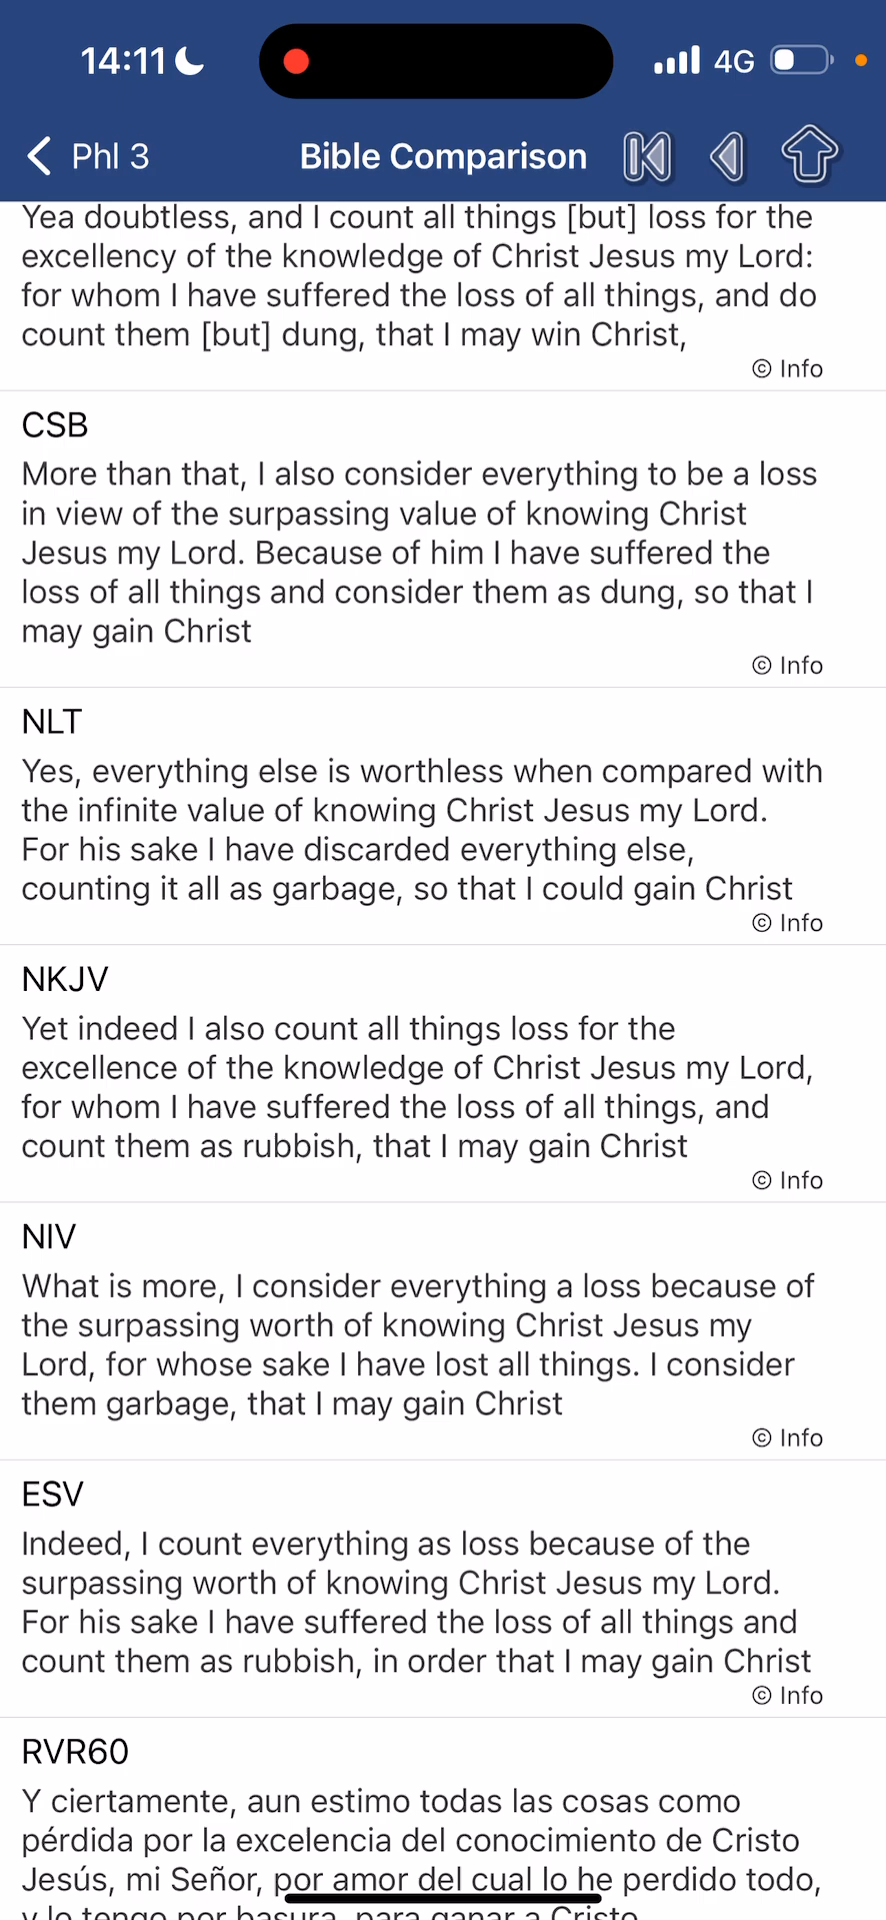 14:11
4G
Phl 3
Bible Comparison
Yea doubtless, and I count all things [but] loss for the
excellency of the knowledge of Christ Jesus my Lord:
for whom I have suffered the loss of all things, and do
count them [but] dung, that I may win Christ,
© Info
CSB
More than that, I also consider everything to be a loss
in view of the surpassing value of knowing Christ
Jesus my Lord. Because of him I have suffered the
loss of all things and consider them as dung, so that I
may gain Christ
© Info
NLT
Yes, everything else is worthless when compared with
the infinite value of knowing Christ Jesus my Lord.
For his sake I have discarded everything else,
counting it all as garbage, so that I could gain Christ
© Info
NKJV
Yet indeed I also count all things loss for the
excellence of the knowledge of Christ Jesus my Lord,
for whom I have suffered the loss of all things, and
count them as rubbish, that I may gain Christ
© Info
NIV
What is more, I consider everything a loss because of
the surpassing worth of knowing Christ Jesus my
Lord, for whose sake I have lost all things. I consider
them garbage, that I may gain Christ
© Info
ESV
Indeed, I count everything as loss because of the
surpassing worth of knowing Christ Jesus my Lord.
For his sake I have suffered the loss of all things and
count them as rubbish, in order that I may gain Christ
© Info
RVR60
Y ciertamente, aun estimo todas las cosas como
pérdida por la excelencia del conocimiento de Cristo
Jesús, mi Señor, por amor del cual lo he perdido todo,
y lo tengo por basura, para ganar a Cristo